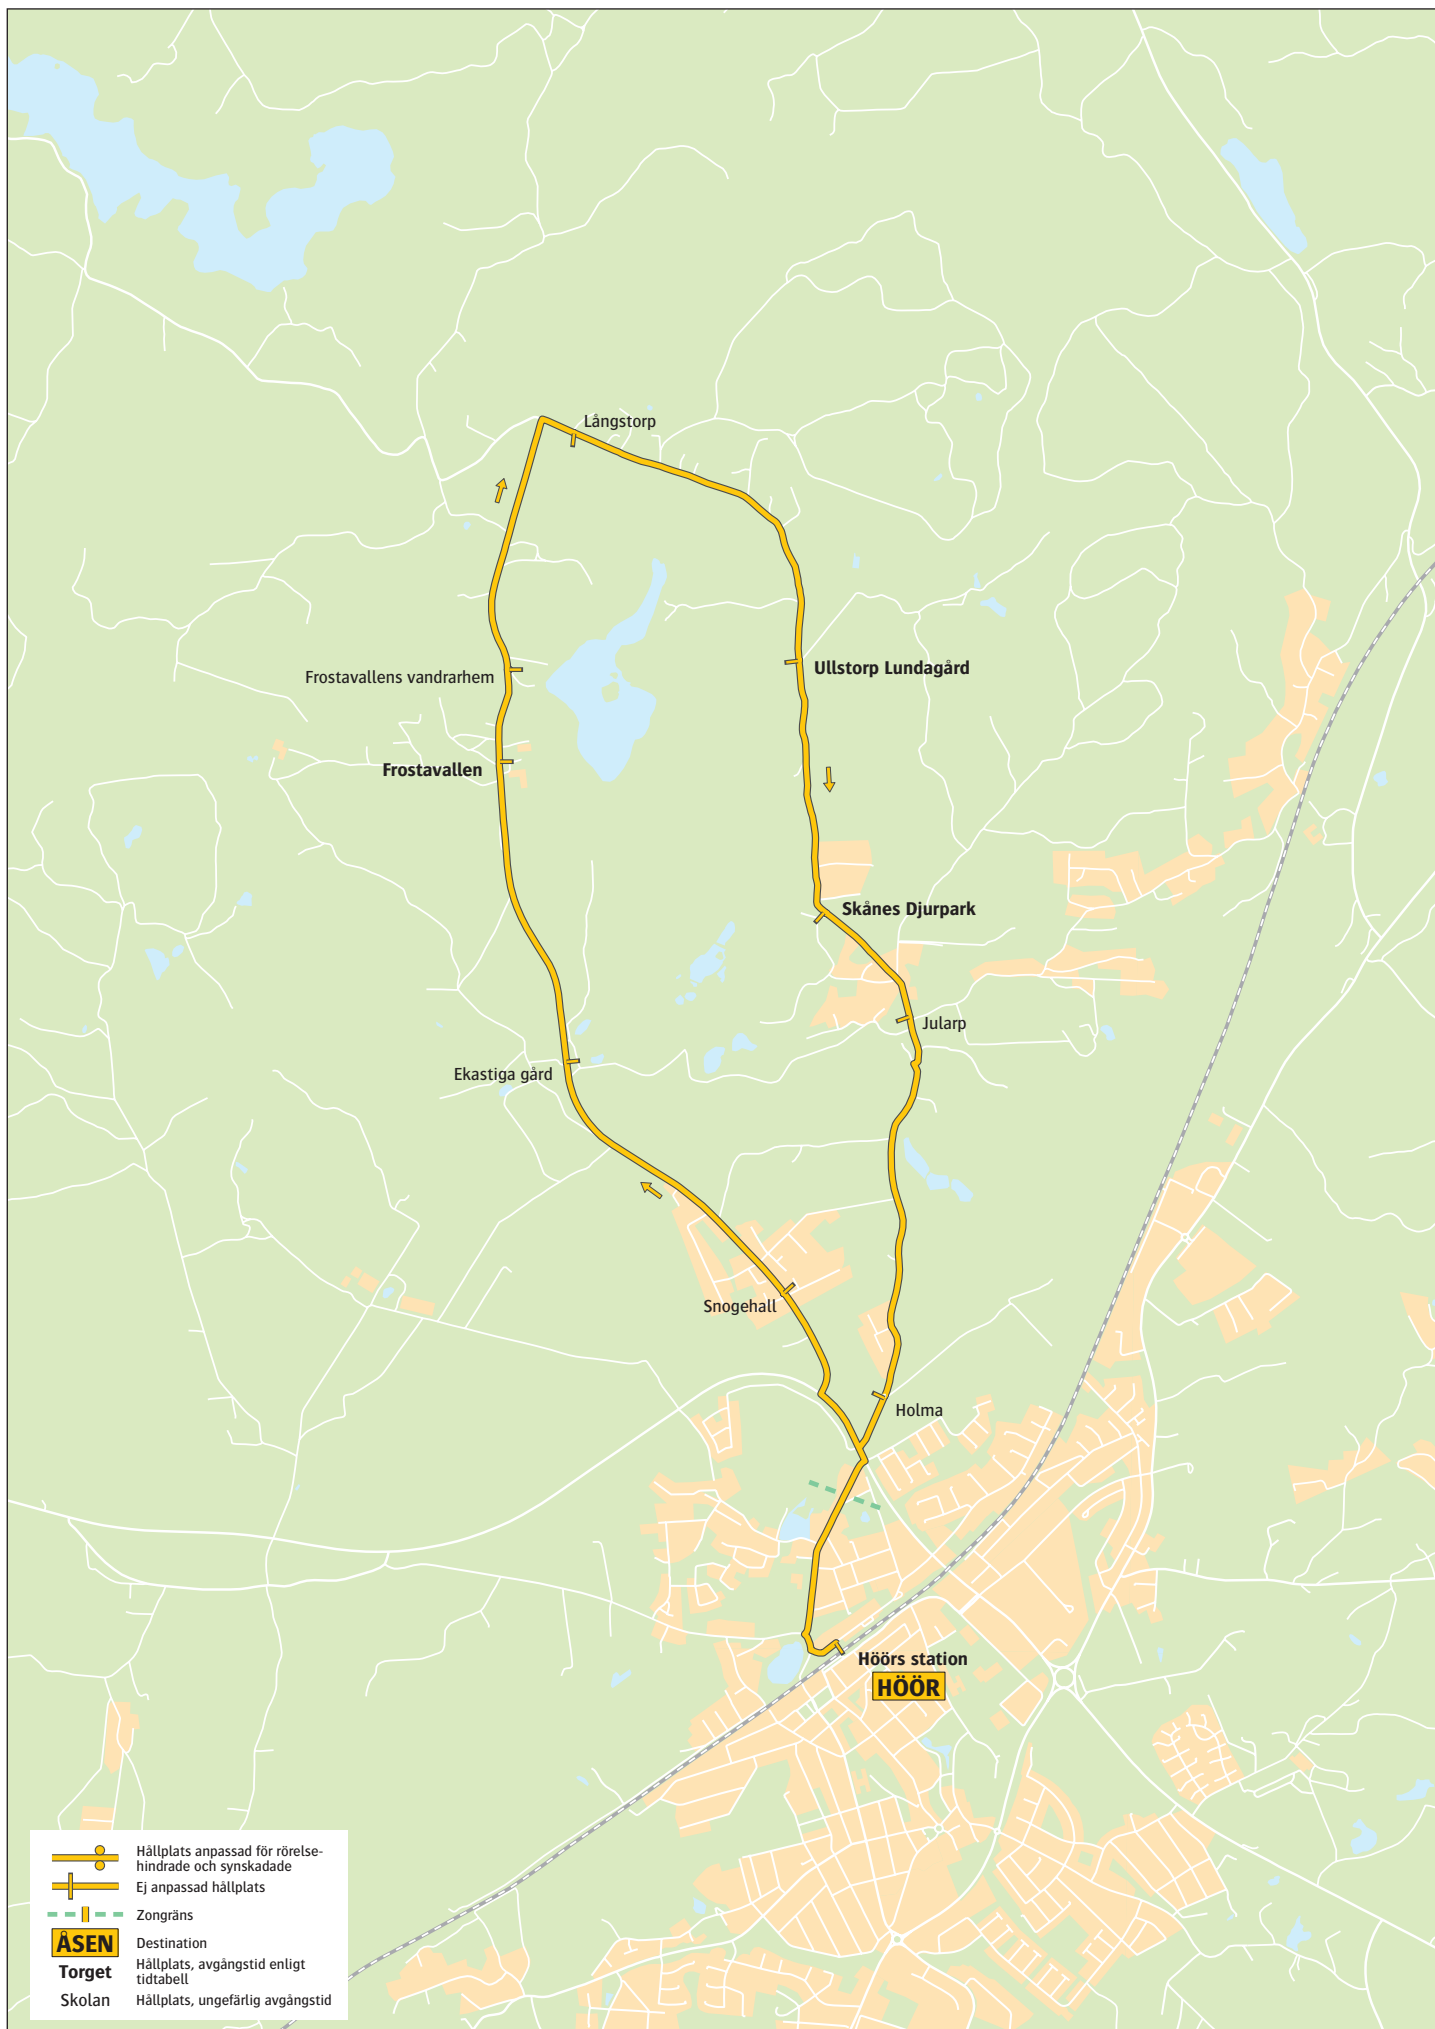 Långstorp
Ullstorp Lundagård
Frostavallens vandrarhem
Frostavallen
Skånes Djurpark
Jularp
Ekastiga gård
Snogehall
Holma
Höörs station
HÖÖR
Hållplats anpassad för rörelse-
hindrade och synskadade
Ej anpassad hållplats
Zongräns
ÅSEN Destination
Torget Hållplats, avgångstid enligt
tidtabell
Skolan Hållplats, ungefärlig avgångstid